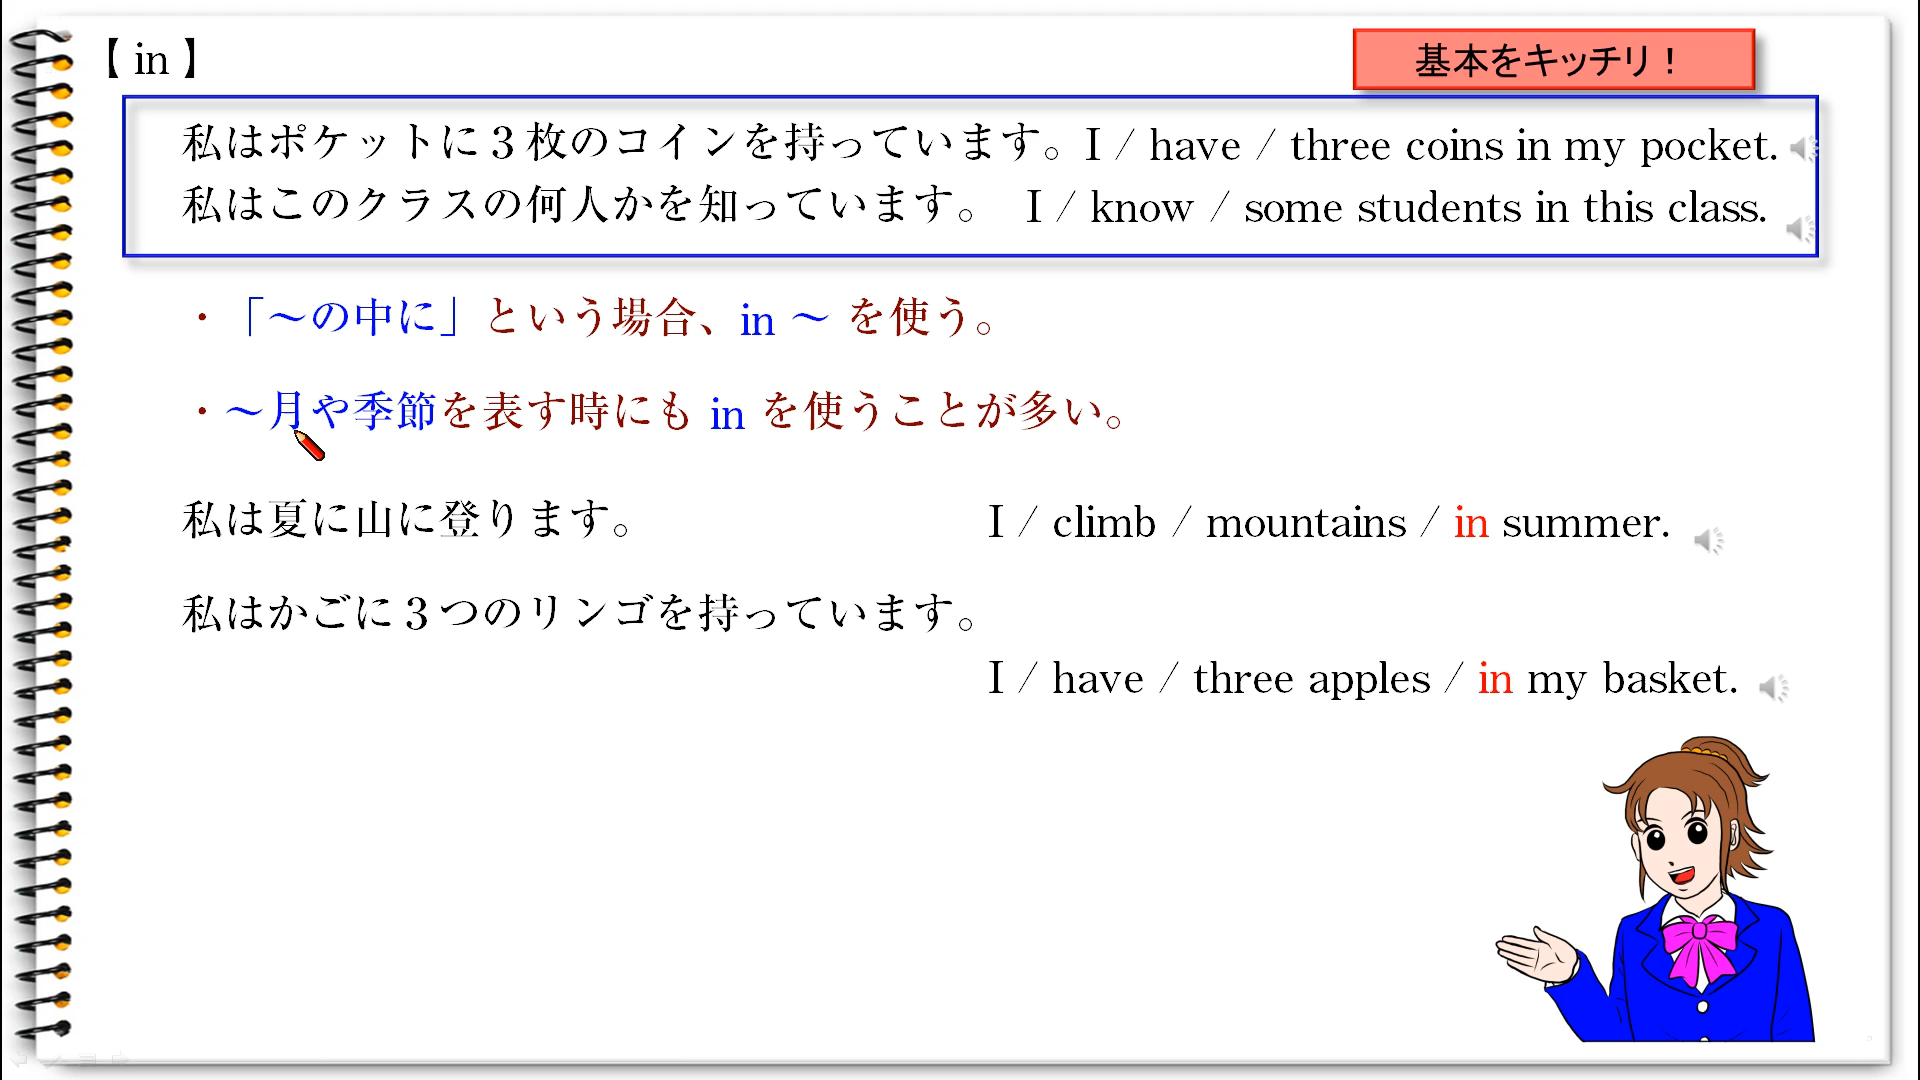 【 in 】
基本をキッチリ！
私はポケットに３枚のコインを持っています。I / have / three coins in my pocket.
私はこのクラスの何人かを知っています。 I / know / some students in this class.
・「～の中に」という場合、in ～ を使う。
・～月や季節を表す時にも in を使うことが多い。
私は夏に山に登ります。 I / climb / mountains / in summer.
私はかごに３つのリンゴを持っています。
I / have / three apples / in my basket.